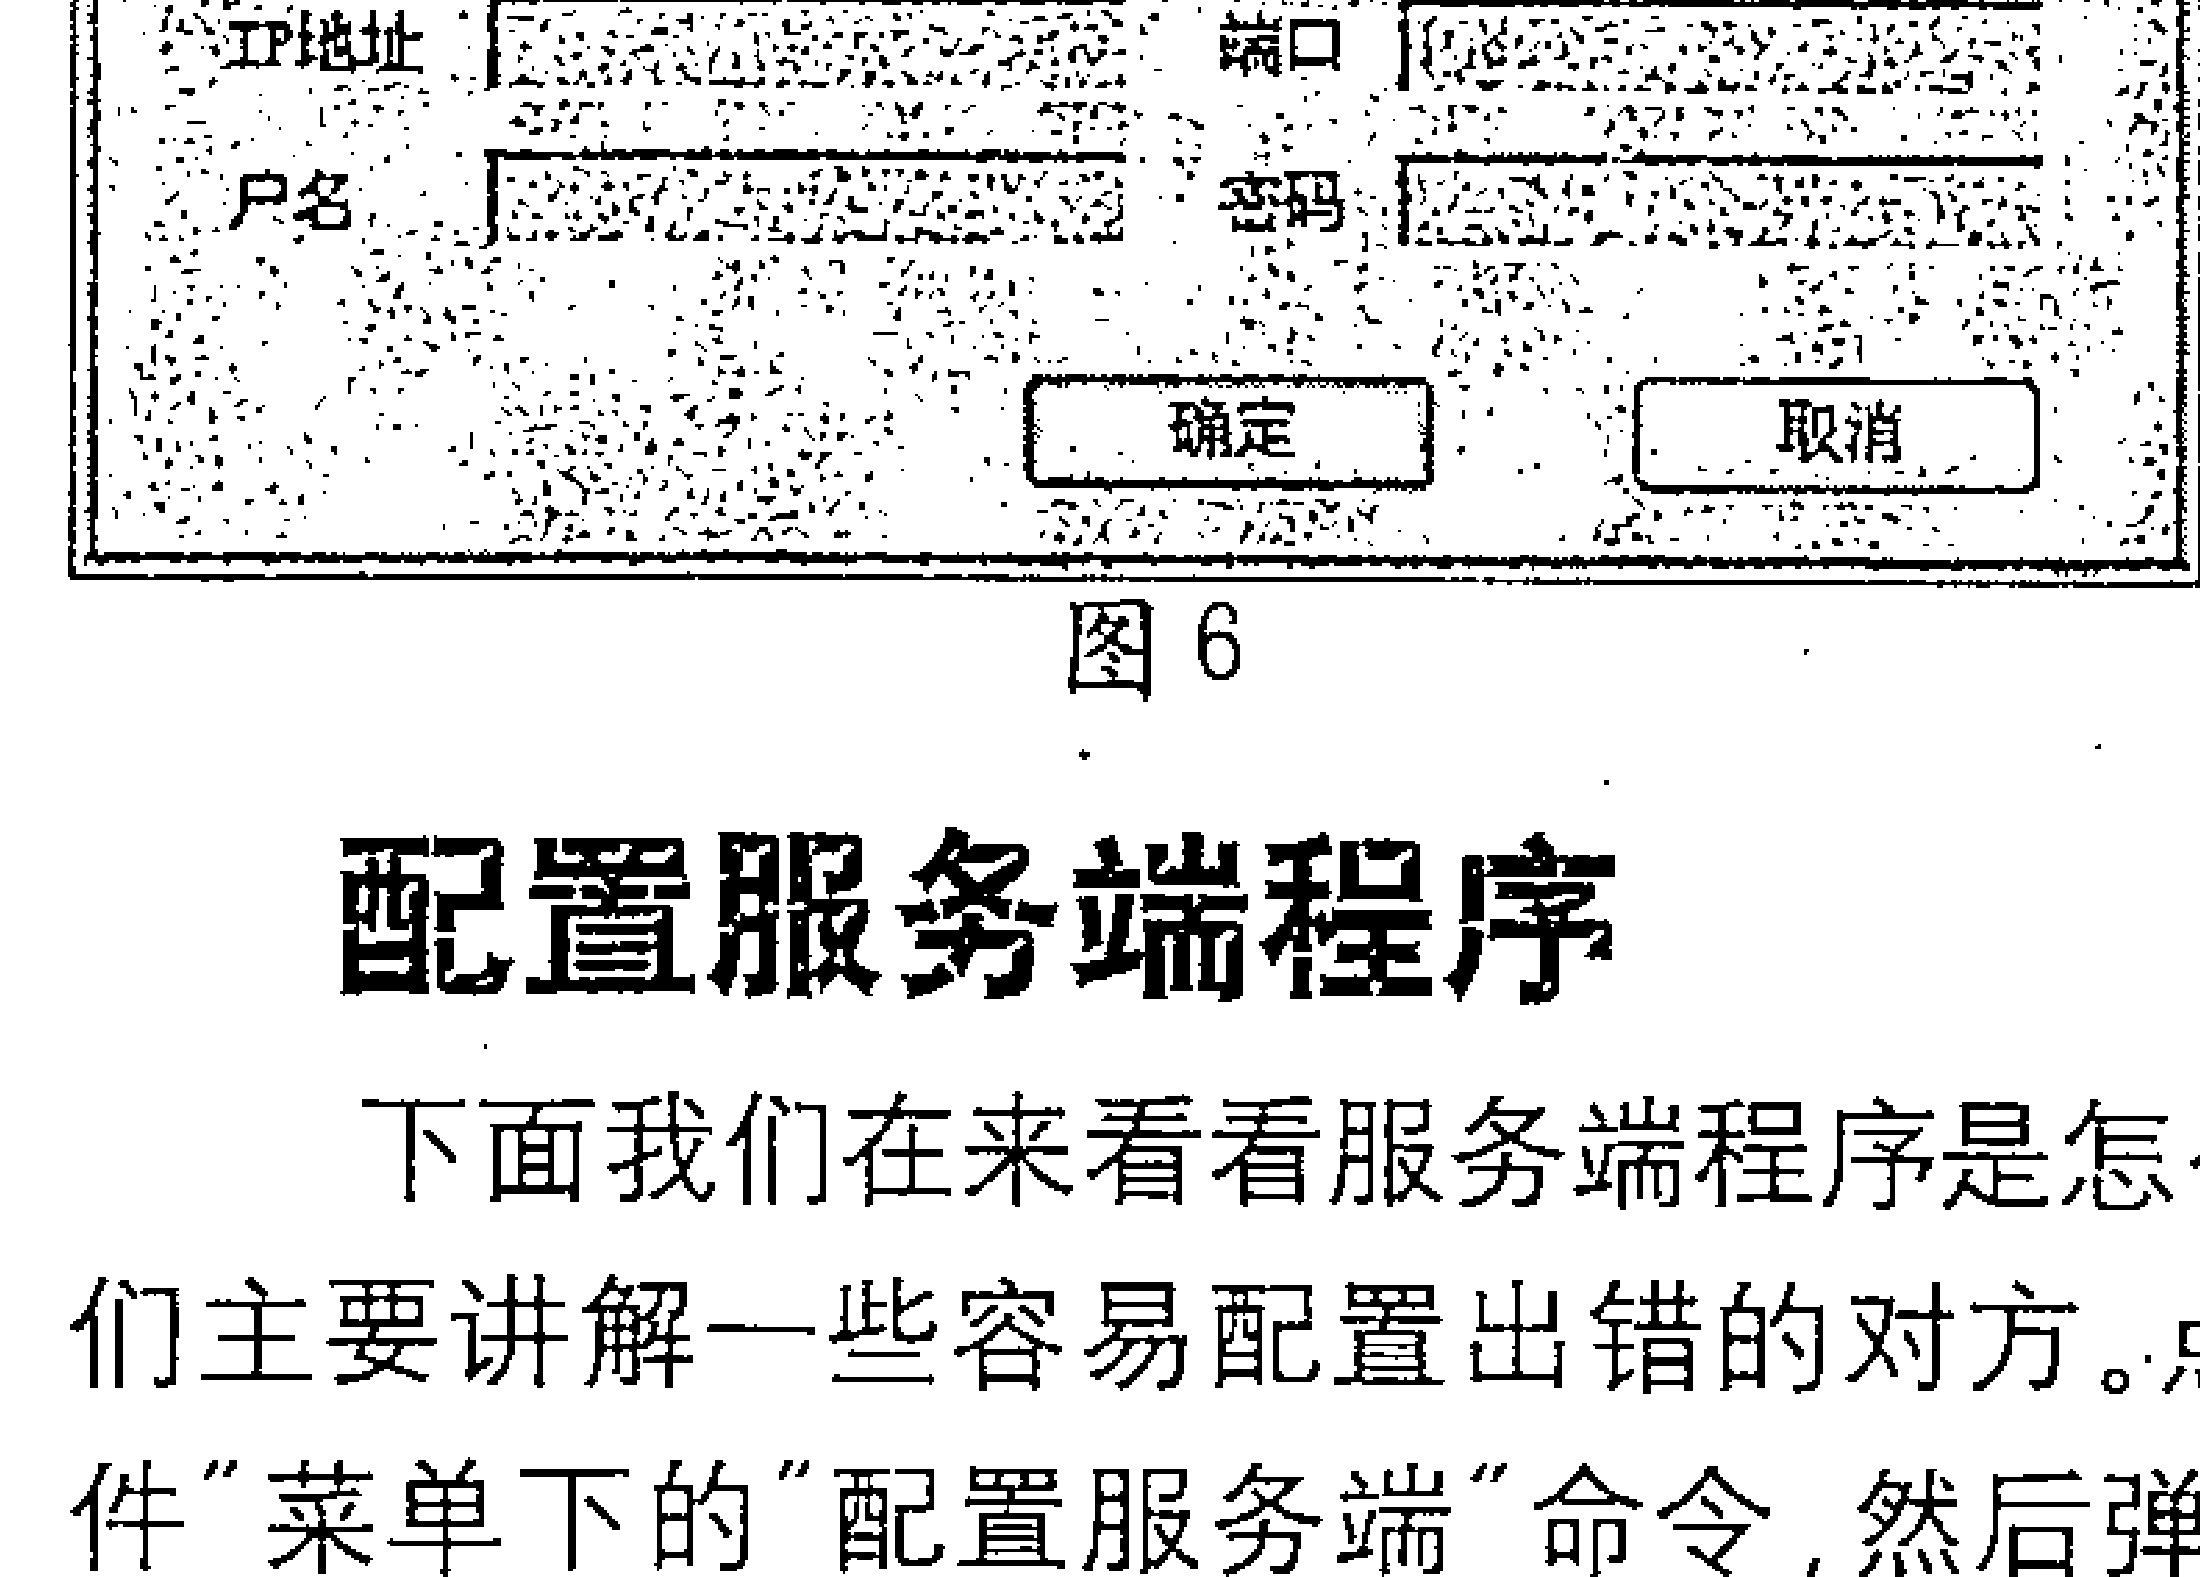 IP地址 端口
户名 密码
确定 取消
图 6
配置服务端程序
下面我们在来看看服务端程序是怎
们主要讲解一些容易配置出错的对方。
件"菜单下的"配置服务端"命令,然后弹